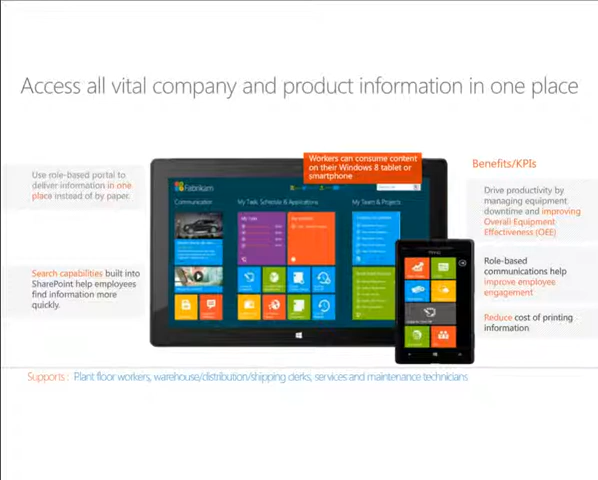 Access all vital company and product information in one place
Workers can consume content
on their Windows 8 tablet or
smartphone
Use role-based portal to
deliver information in one
place instead of by paper.
Search capabilities built into
SharePoint help employees
find information more
quickly.
Fabrikam
Communication
My Task, Schedule & Applications
My Team & Projects
Benefits/KPIs
Drive productivity by
managing equipment
downtime and improving
Overall Equipment
Effectiveness (OEE)
Role-based
communications help
improve employee
engagement
Reduce cost of printing
information
Supports : Plant floor workers, warehouse/distribution/shipping clerks, services and maintenance technicians